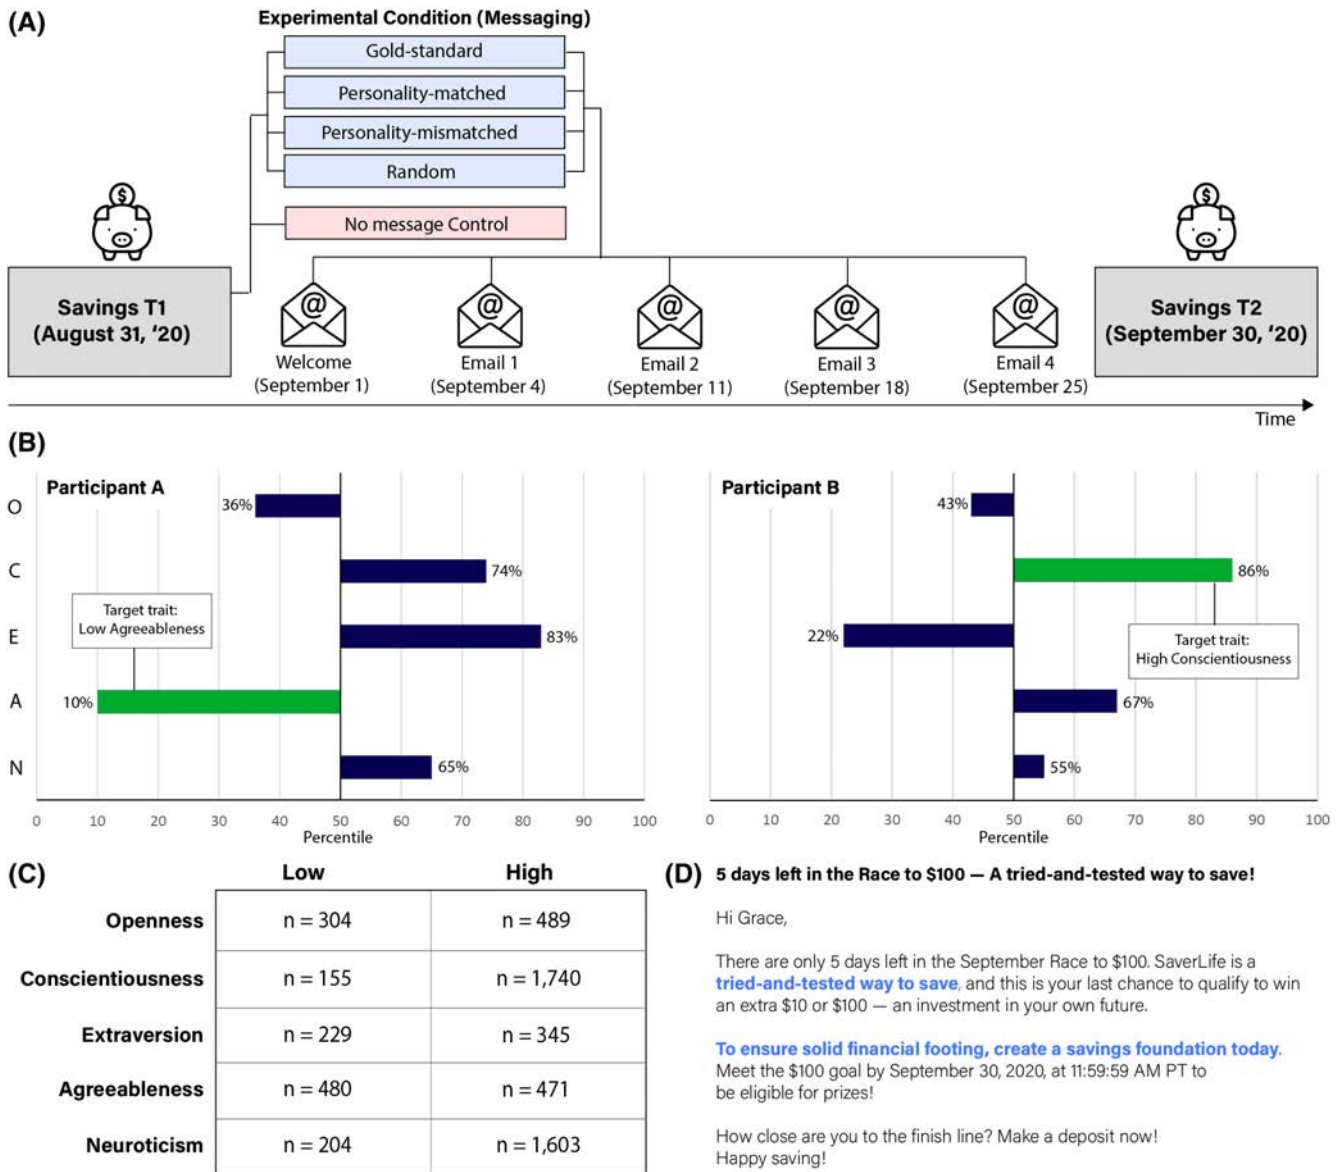 (A)
Experimental Condition (Messaging)
Gold-standard
Personality-matched
Personality-mismatched
Random
No message Control
$
$
Savings T1
(August 31, ‘20)
Savings T2
(September 30, ‘20)
@
@
@
@
@
Welcome
(September 1)
Email 1
(September 4)
Email 2
(September 11)
Email 3
(September 18)
Email 4
(September 25)
Time
(B)
Participant A
O
C
E
A
N
36%
74%
83%
10%
65%
Target trait:
Low Agreeableness
0 10 20 30 40 50 60 70 80 90 100
Percentile
Participant B
43%
86%
22%
67%
55%
Target trait:
High Conscientiousness
0 10 20 30 40 50 60 70 80 90 100
Percentile
(C)
Low High
Openness n = 304 n = 489
Conscientiousness n = 155 n = 1,740
Extraversion n = 229 n = 345
Agreeableness n = 480 n = 471
Neuroticism n = 204 n = 1,603
(D) 5 days left in the Race to $100 — A tried-and-tested way to save!
Hi Grace,
There are only 5 days left in the September Race to $100. SaverLife is a
tried-and-tested way to save, and this is your last chance to qualify to win
an extra $10 or $100 — an investment in your own future.
To ensure solid financial footing, create a savings foundation today.
Meet the $100 goal by September 30, 2020, at 11:59:59 AM PT to
be eligible for prizes!
How close are you to the finish line? Make a deposit now!
Happy saving!